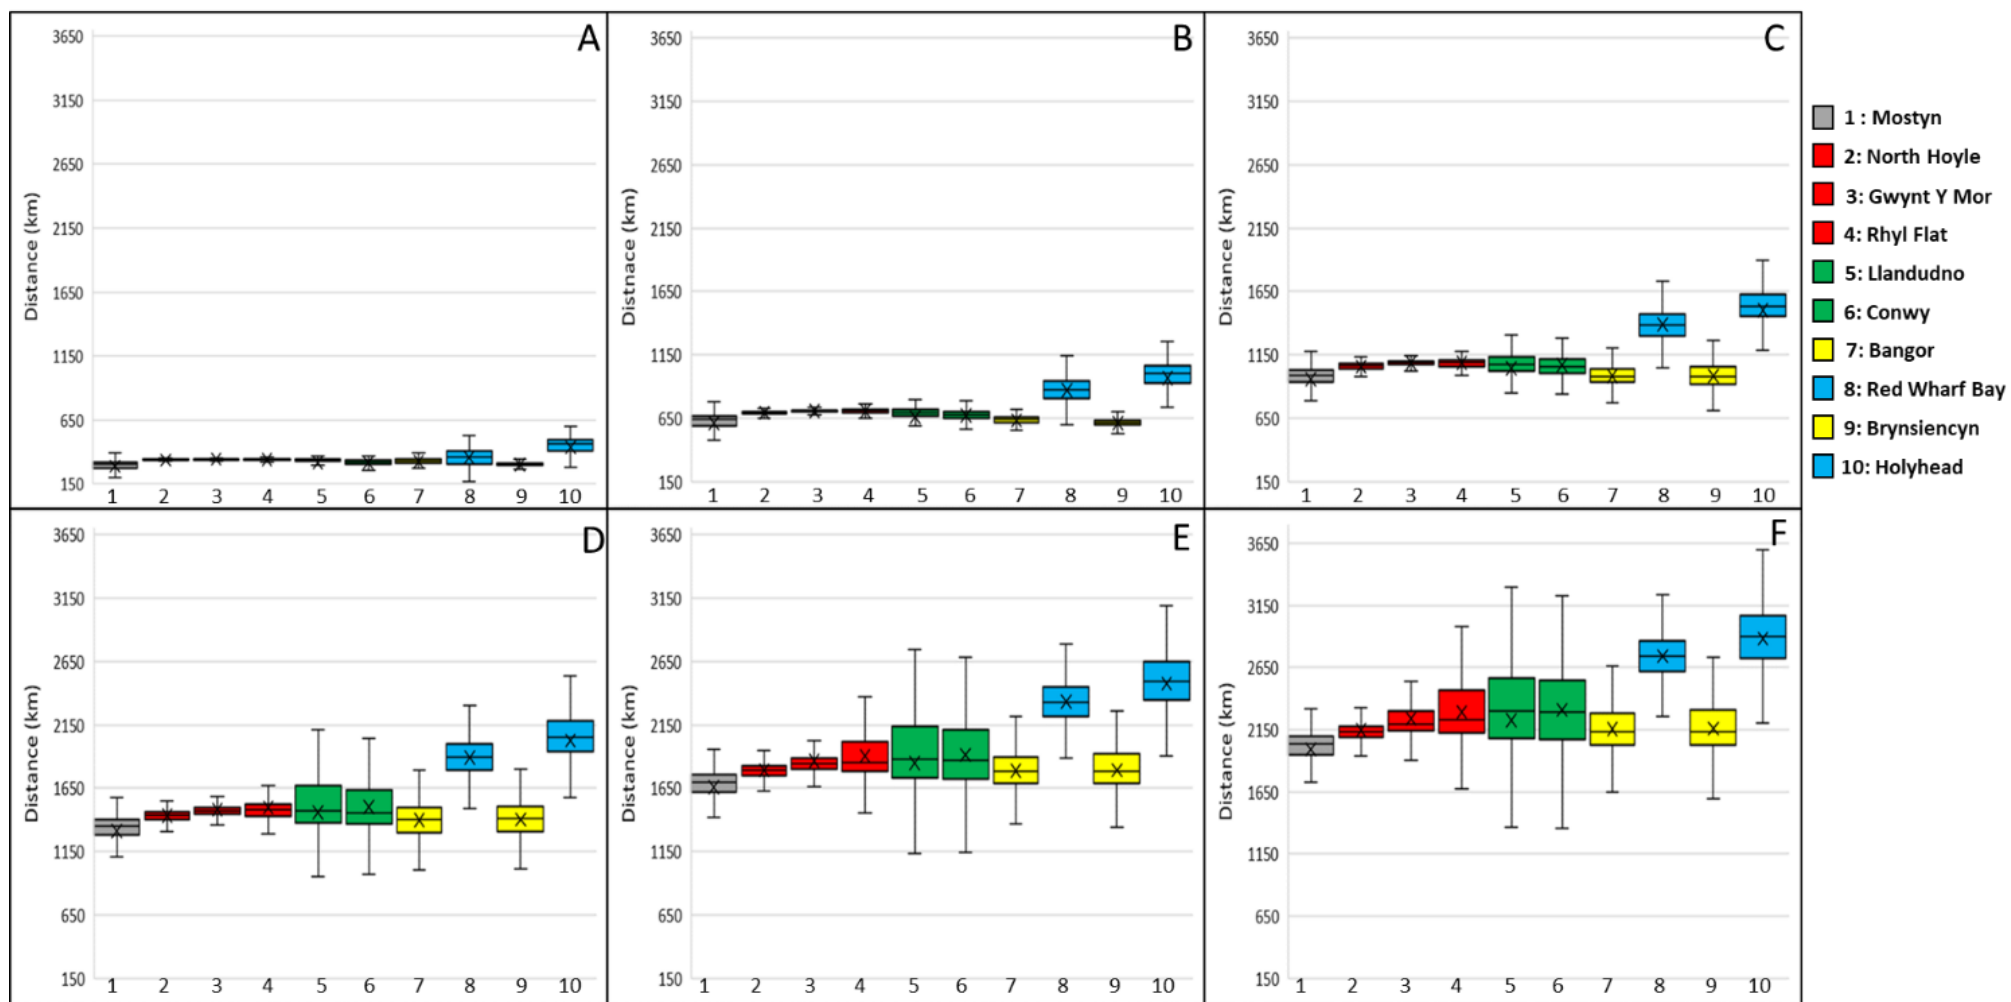 A
3650
3150
2650
2150
1650
1150
650
150
Distance (km)
1 2 3 4 5 6 7 8 9 10
B
3650
3150
2650
2150
1650
1150
650
150
Distnace (km)
1 2 3 4 5 6 7 8 9 10
C
3650
3150
2650
2150
1650
1150
650
150
Distance (km)
1 2 3 4 5 6 7 8 9 10
1 : Mostyn
2: North Hoyle
3: Gwynt Y Mor
4: Rhyl Flat
5: Llandudno
6: Conwy
7: Bangor
8: Red Wharf Bay
9: Brynsiencyn
10: Holyhead
D
3650
3150
2650
2150
1650
1150
650
150
Distance (km)
1 2 3 4 5 6 7 8 9 10
E
3650
3150
2650
2150
1650
1150
650
150
Distance (km)
1 2 3 4 5 6 7 8 9 10
F
3650
3150
2650
2150
1650
1150
650
150
Distance (km)
1 2 3 4 5 6 7 8 9 10